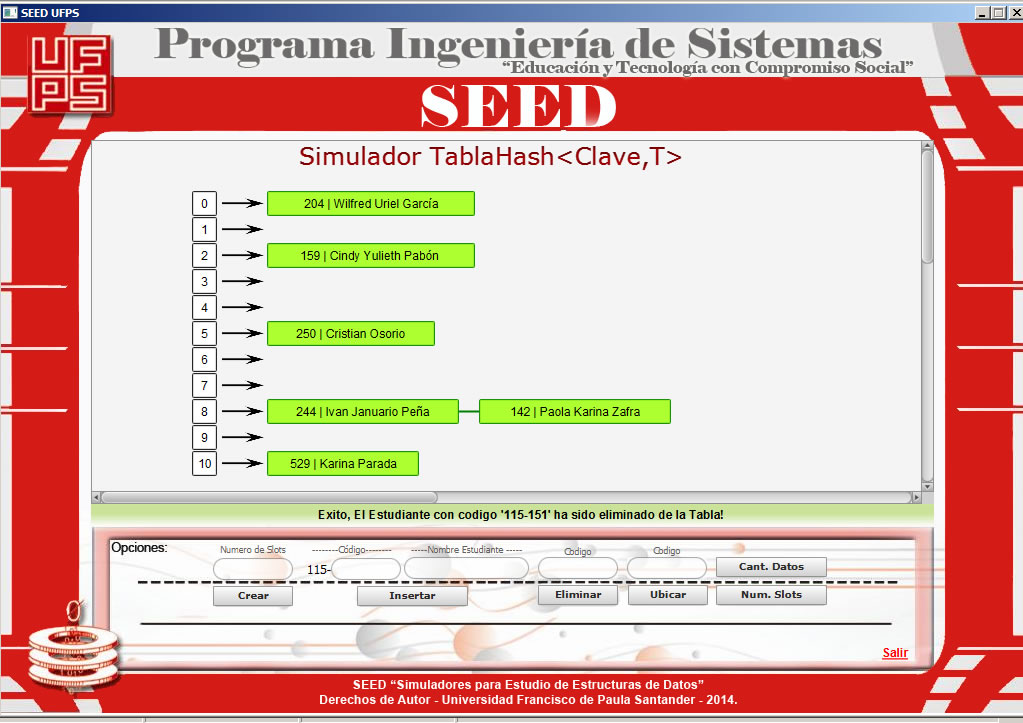 SEED UFPS
UF
PS
Programa Ingeniería de Sistemas
“Educación y Tecnología con Compromiso Social”
SEED
Simulador TablaHash<Clave,T>
0 204 | Wilfred Uriel García
1
2 159 | Cindy Yulieth Pabón
3
4
5 250 | Cristian Osorio
6
7
8 244 | Ivan Januario Peña 142 | Paola Karina Zafra
9
10 529 | Karina Parada
Exito, El Estudiante con codigo '115-151' ha sido eliminado de la Tabla!
Opciones:
Numero de Slots --------Código-------- -----Nombre Estudiante ----- Codigo Codigo
115- Cant. Datos
Crear Insertar Eliminar Ubicar Num. Slots
Salir
SEED “Simuladores para Estudio de Estructuras de Datos”
Derechos de Autor - Universidad Francisco de Paula Santander - 2014.